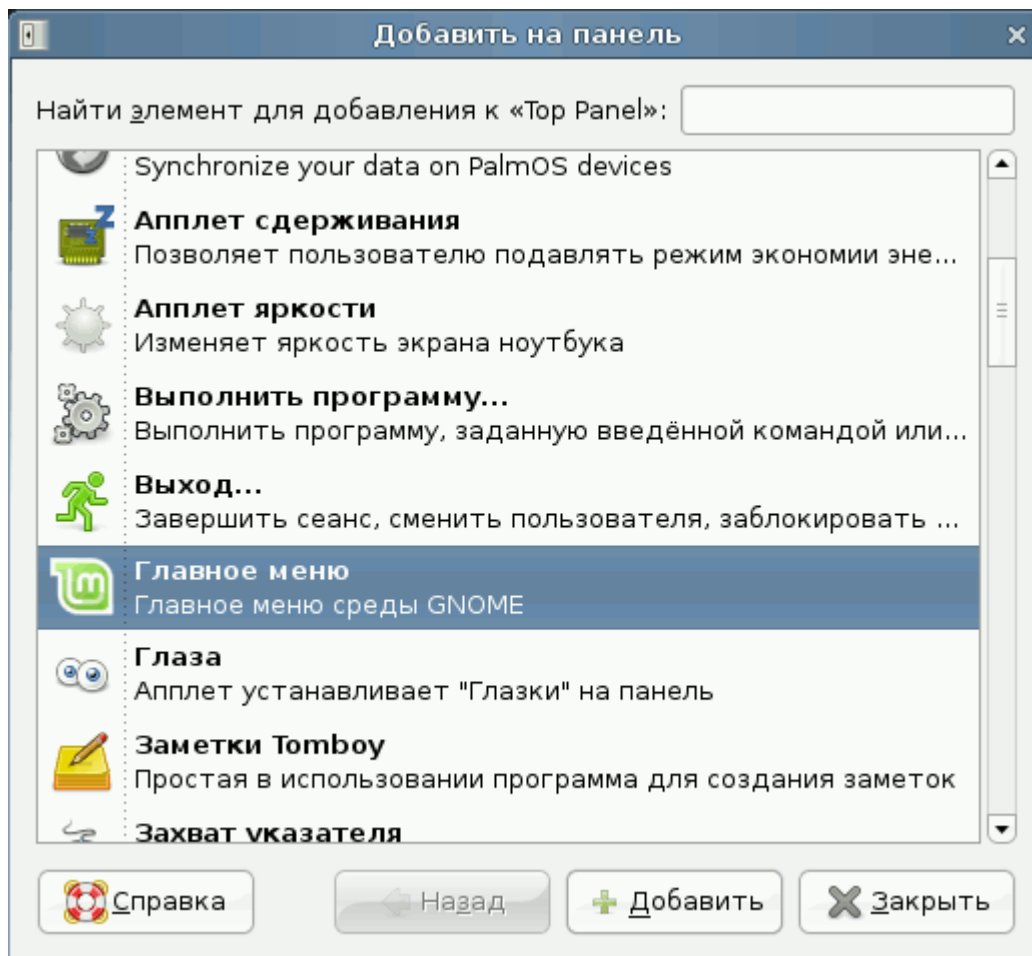 Добавить на панель
Найти элемент для добавления к «Top Panel»:
Synchronize your data on PalmOS devices
Апплет сдерживания
Позволяет пользователю подавлять режим экономии эне...
Апплет яркости
Изменяет яркость экрана ноутбука
Выполнить программу...
Выполнить программу, заданную введённой командой или...
Выход...
Завершить сеанс, сменить пользователя, заблокировать ...
Главное меню
Главное меню среды GNOME
Глаза
Апплет устанавливает "Глазки" на панель
Заметки Tomboy
Простая в использовании программа для создания заметок
Захват указателя
Справка
Назад
Добавить
Закрыть